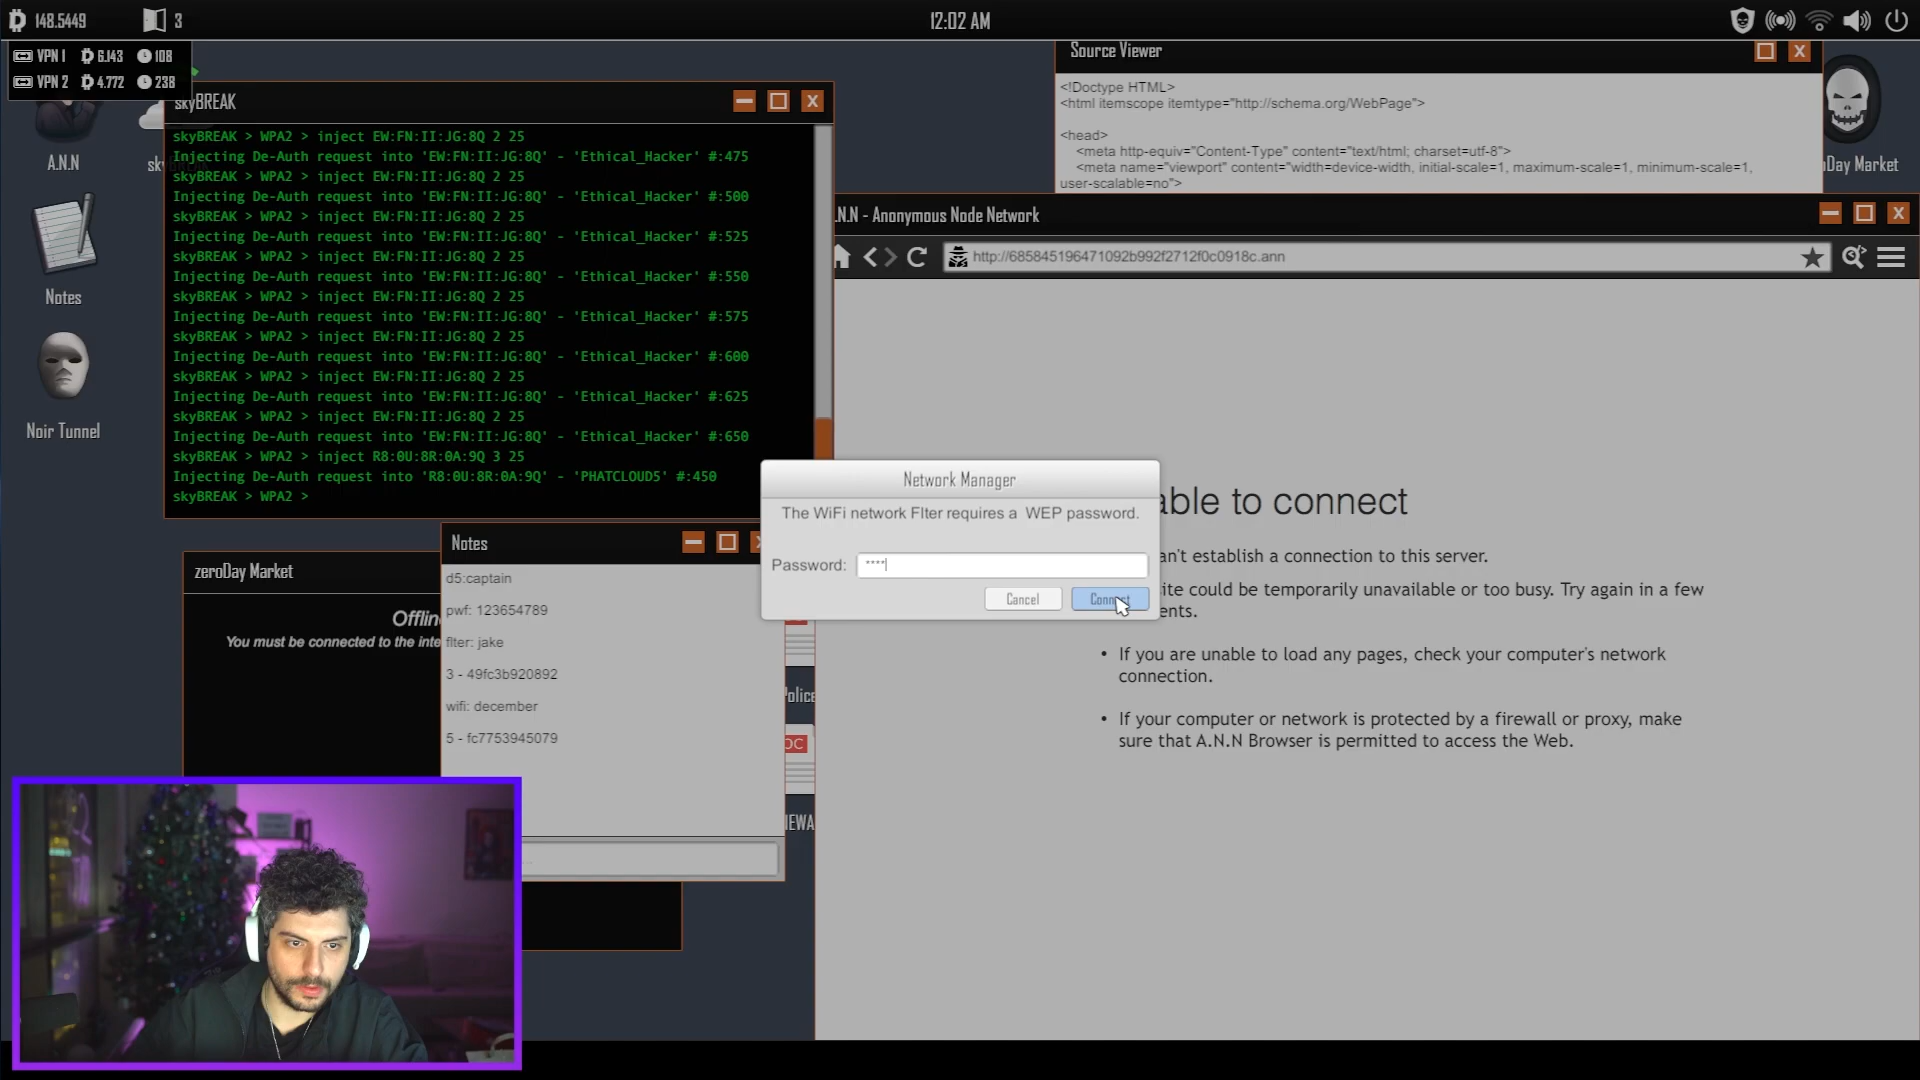 148.5449
3
12:02 AM
VPN 1 6.143 108
VPN 2 4.772 238
A.N.N
Notes
Noir Tunnel
skyBREAK
skyBREAK > WPA2 > inject EW:FN:II:JG:8Q 2 25
Injecting De-Auth request into 'EW:FN:II:JG:8Q' - 'Ethical_Hacker' #:475
skyBREAK > WPA2 > inject EW:FN:II:JG:8Q 2 25
Injecting De-Auth request into 'EW:FN:II:JG:8Q' - 'Ethical_Hacker' #:500
skyBREAK > WPA2 > inject EW:FN:II:JG:8Q 2 25
Injecting De-Auth request into 'EW:FN:II:JG:8Q' - 'Ethical_Hacker' #:525
skyBREAK > WPA2 > inject EW:FN:II:JG:8Q 2 25
Injecting De-Auth request into 'EW:FN:II:JG:8Q' - 'Ethical_Hacker' #:550
skyBREAK > WPA2 > inject EW:FN:II:JG:8Q 2 25
Injecting De-Auth request into 'EW:FN:II:JG:8Q' - 'Ethical_Hacker' #:575
skyBREAK > WPA2 > inject EW:FN:II:JG:8Q 2 25
Injecting De-Auth request into 'EW:FN:II:JG:8Q' - 'Ethical_Hacker' #:600
skyBREAK > WPA2 > inject EW:FN:II:JG:8Q 2 25
Injecting De-Auth request into 'EW:FN:II:JG:8Q' - 'Ethical_Hacker' #:625
skyBREAK > WPA2 > inject EW:FN:II:JG:8Q 2 25
Injecting De-Auth request into 'EW:FN:II:JG:8Q' - 'Ethical_Hacker' #:650
skyBREAK > WPA2 > inject R8:0U:8R:0A:9Q 3 25
Injecting De-Auth request into 'R8:0U:8R:0A:9Q' - 'PHATCLOUD5' #:450
skyBREAK > WPA2 >
Source Viewer
<!Doctype HTML>
<html itemscope itemtype="http://schema.org/WebPage">
<head>
<meta http-equiv="Content-Type" content="text/html; charset=utf-8">
<meta name="viewport" content="width=device-width, initial-scale=1, maximum-scale=1, minimum-scale=1,
user-scalable=no">
Day Market
.N.N - Anonymous Node Network
http://685845196471092b992f2712f0c0918c.ann
able to connect
an't establish a connection to this server.
ite could be temporarily unavailable or too busy. Try again in a few
ents.
• If you are unable to load any pages, check your computer's network
connection.
• If your computer or network is protected by a firewall or proxy, make
sure that A.N.N Browser is permitted to access the Web.
Network Manager
The WiFi network Flter requires a WEP password.
Password: ****
Cancel
Connect
zeroDay Market
Offlin
You must be connected to the inte
Notes
d5:captain
pwf: 123654789
flter: jake
3 - 49fc3b920892
wifi: december
5 - fc7753945079
olice
OC
EWA